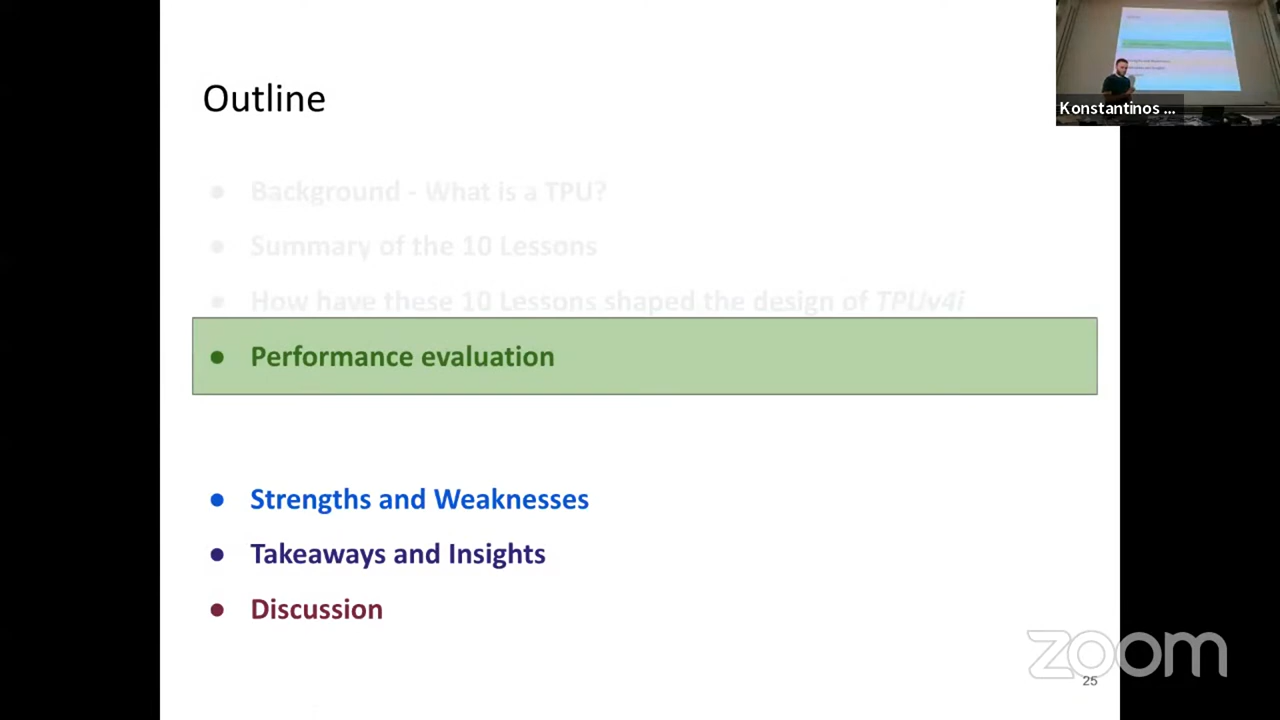 Outline
Konstantinos ...
● Background - What is a TPU?
● Summary of the 10 Lessons
● How have these 10 Lessons shaped the design of TPUv4i
● Performance evaluation
● Strengths and Weaknesses
● Takeaways and Insights
● Discussion
zoom
25